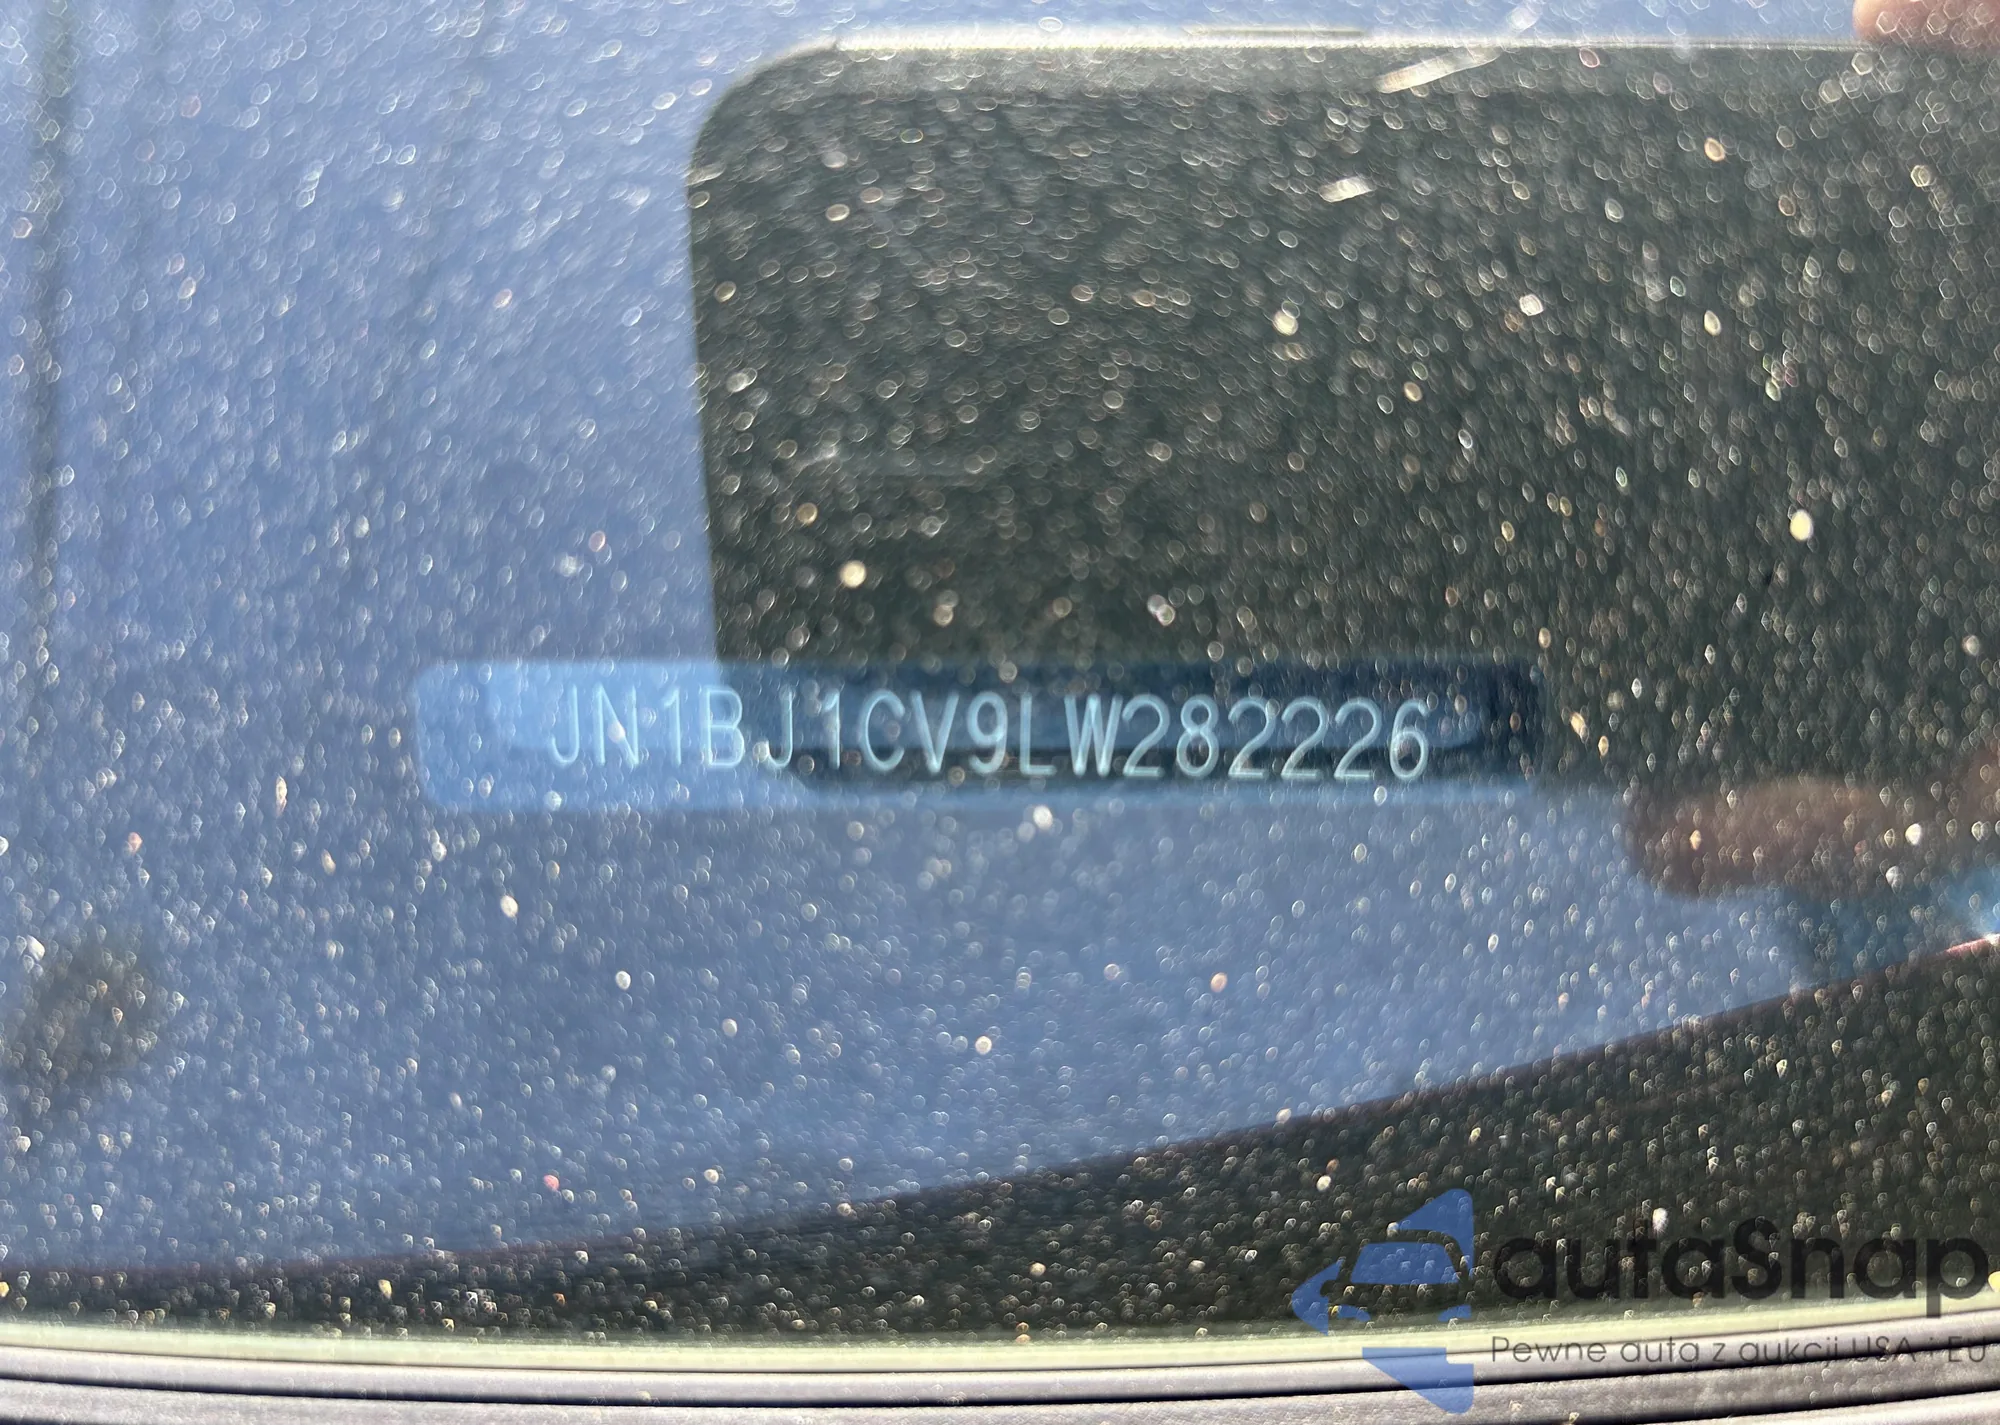 JN1BJ1CV9LW282226
autaSnap
Pewne auta z aukcji USA i EU